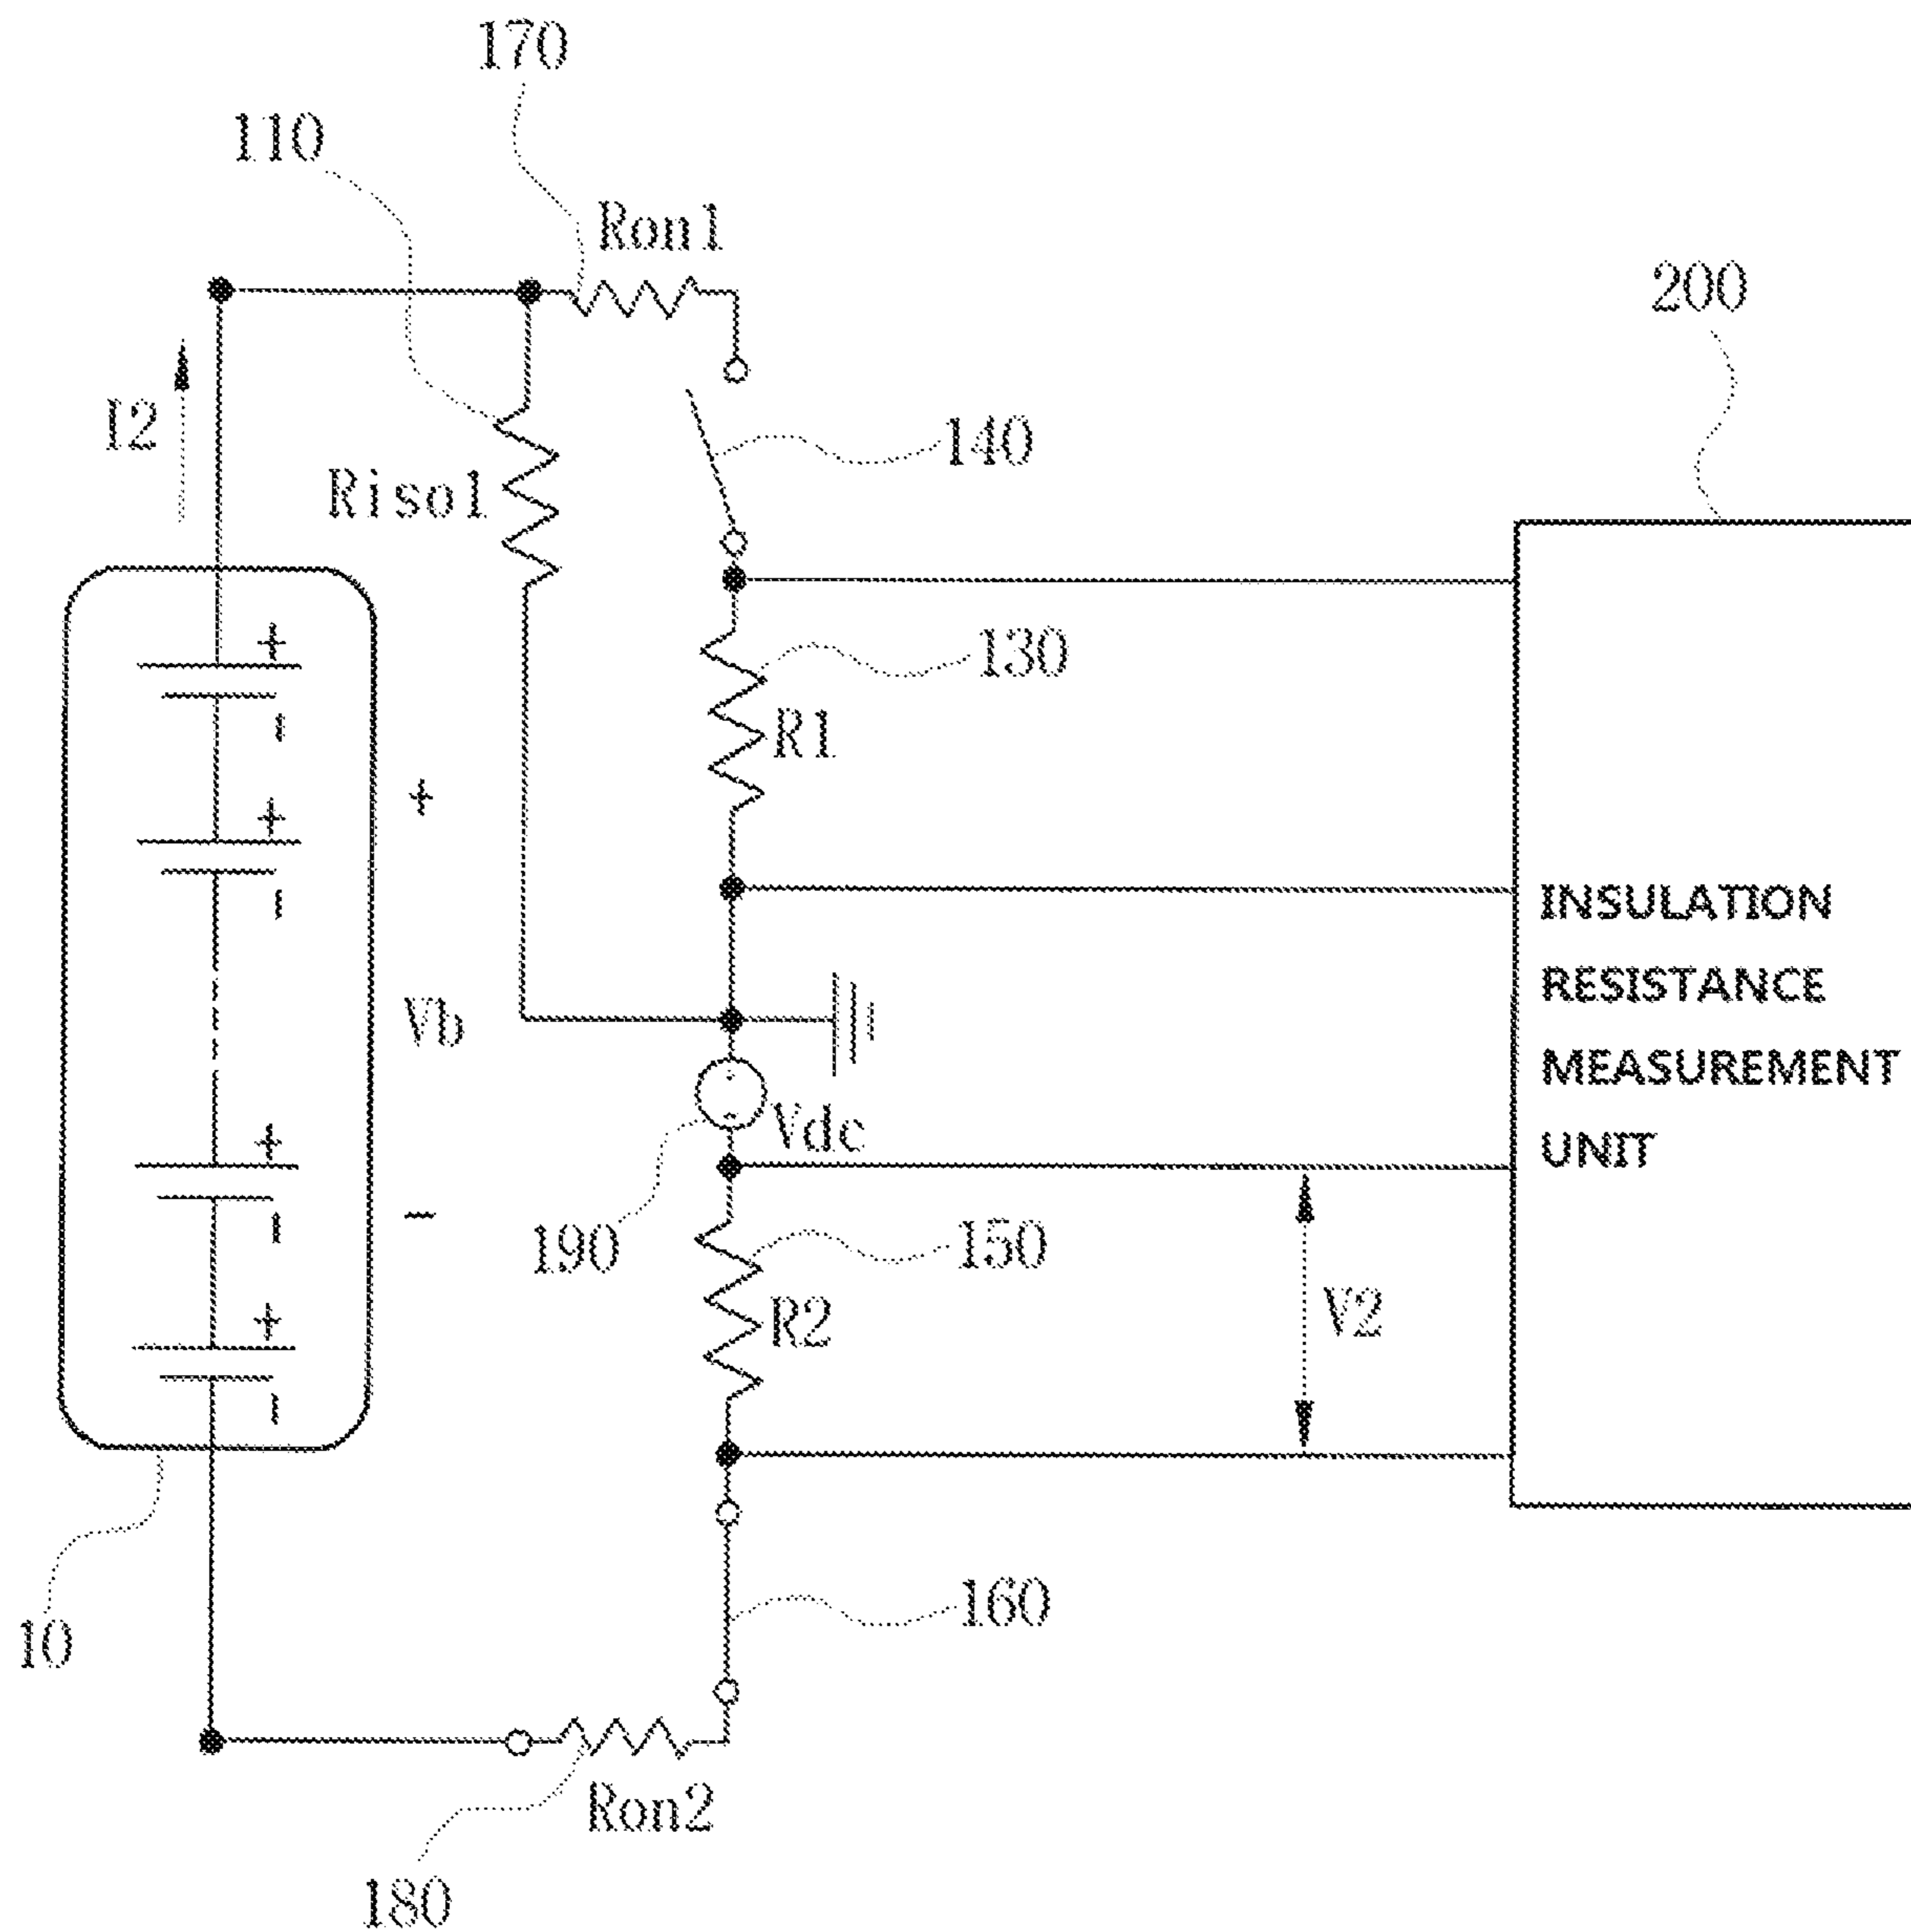 170
110
Ron1
200
I2
140
Riso1
+
-
130
R1
+
+
-
INSULATION
RESISTANCE
MEASUREMENT
UNIT
Vb
Vdc
+
-
-
190
150
+
R2
V2
-
10
160
Ron2
180